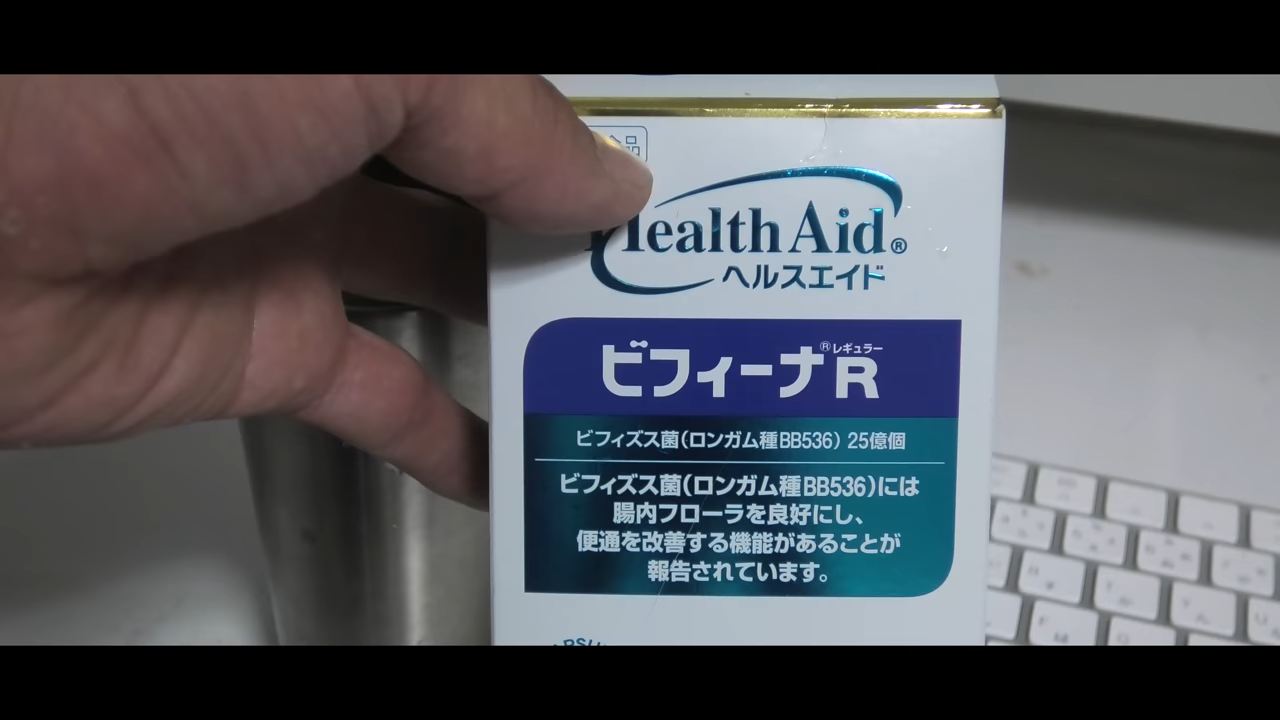 Health Aid®
ヘルスエイド
ビフィーナ®R レギュラー
ビフィズス菌(ロンガム種BB536) 25億個
ビフィズス菌(ロンガム種BB536)には
腸内フローラを良好にし、
便通を改善する機能があることが
報告されています。